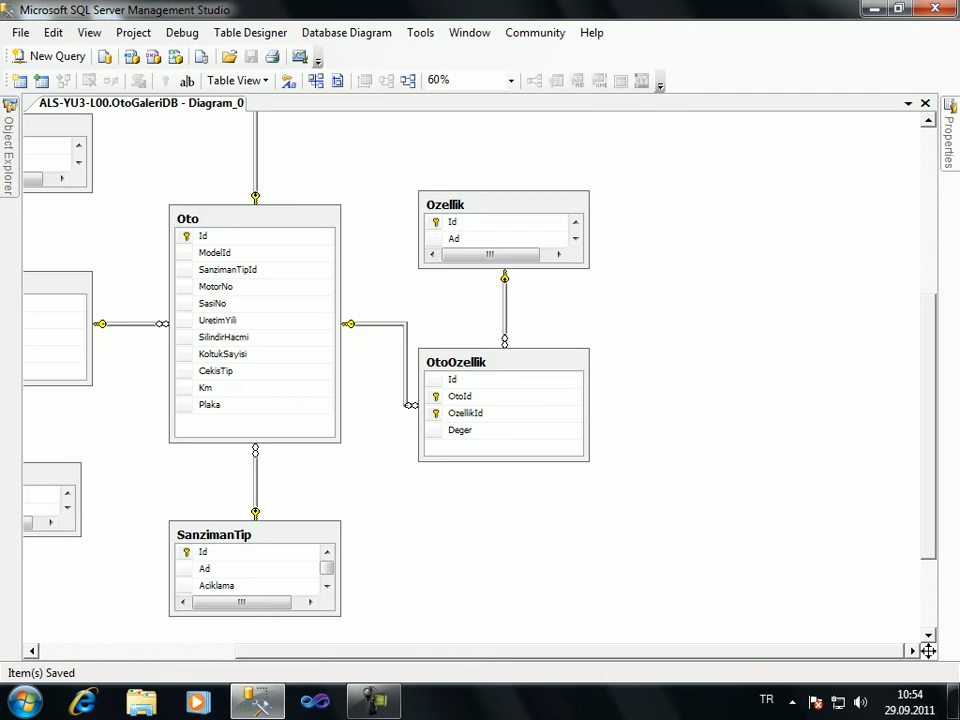 Microsoft SQL Server Management Studio
File Edit View Project Debug Table Designer Database Diagram Tools Window Community Help
New Query
Table View 60%
ALS-YU3-L00.OtoGaleriDB - Diagram_0
Object Explorer
Properties
Oto
Id
ModelId
SanzimanTipId
MotorNo
SasiNo
UretimYili
SilindirHacmi
KoltukSayisi
CekisTip
Km
Plaka
Ozellik
Id
Ad
OtoOzellik
Id
OtoId
OzellikId
Deger
SanzimanTip
Id
Ad
Aciklama
Item(s) Saved
TR
10:54
29.09.2011